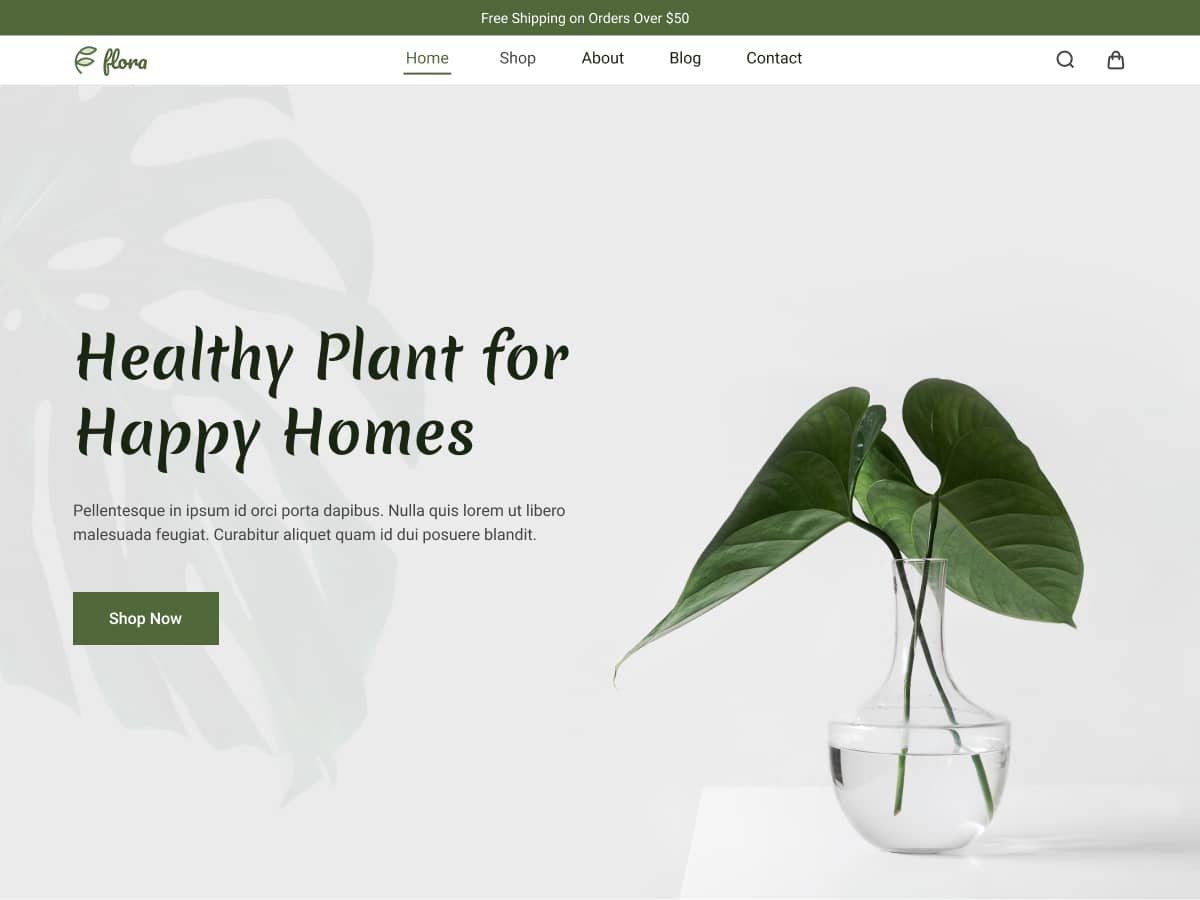 Free Shipping on Orders Over $50
flora
Home Shop About Blog Contact
Healthy Plant for
Happy Homes
Pellentesque in ipsum id orci porta dapibus. Nulla quis lorem ut libero
malesuada feugiat. Curabitur aliquet quam id dui posuere blandit.
Shop Now